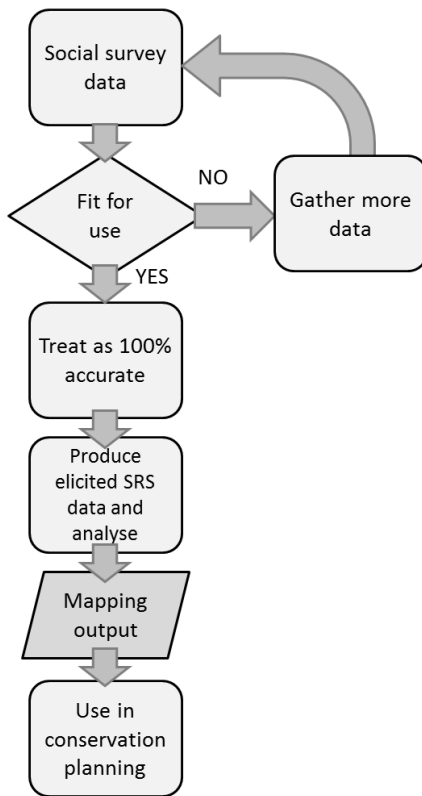 Social survey
data
Fit for
use
NO
Gather more
data
YES
Treat as 100%
accurate
Produce
elicited SRS
data and
analyse
Mapping
output
Use in
conservation
planning